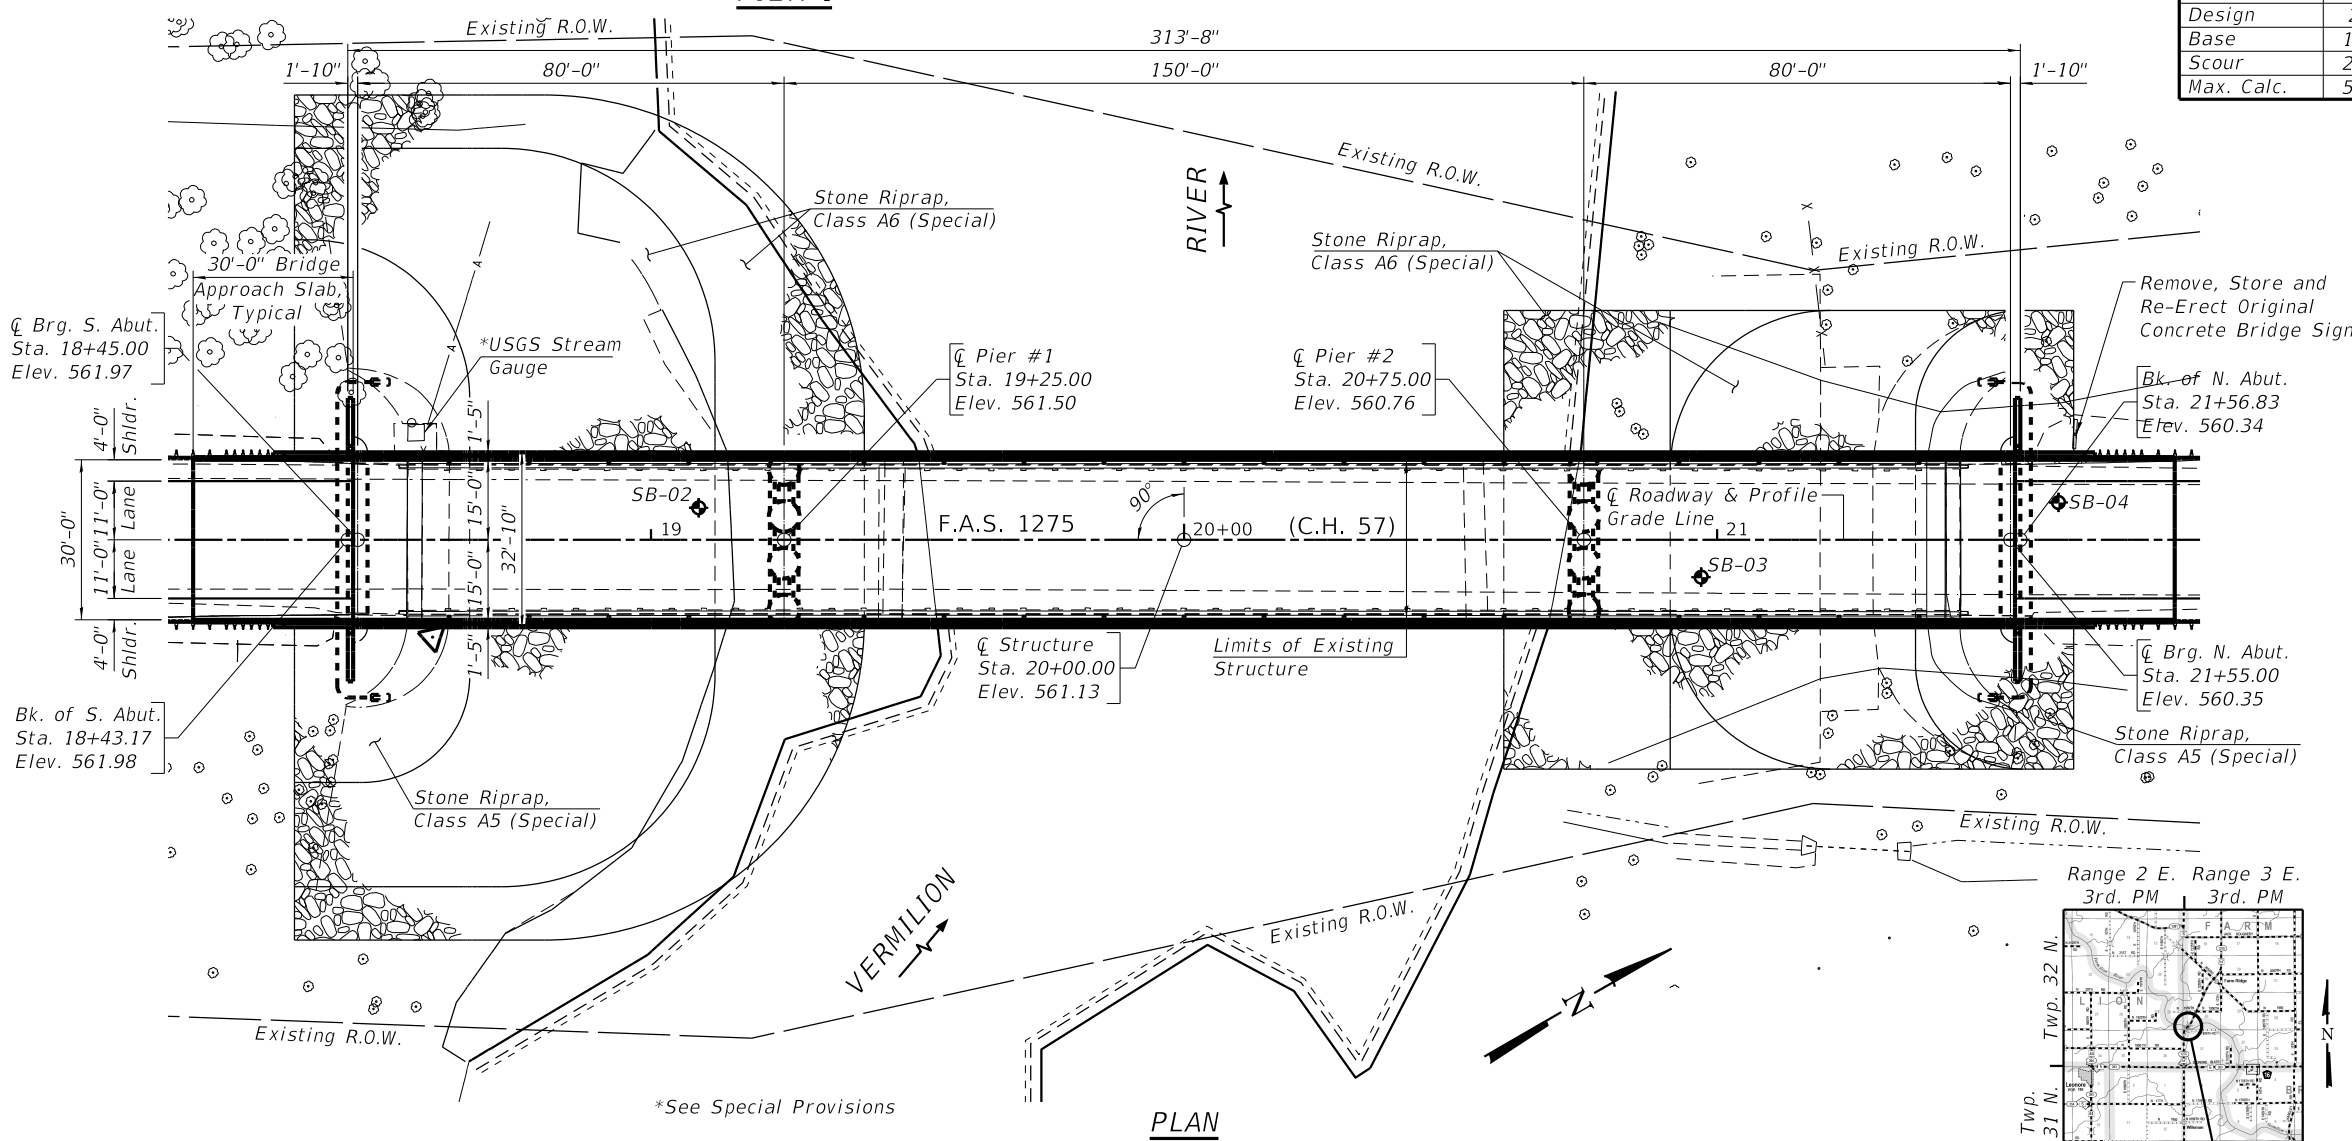 Design 2
Base 1
Scour 2
Max. Calc. 5
Existing R.O.W.
313'-8"
1'-10"
80'-0"
150'-0"
80'-0"
1'-10"
Existing R.O.W.
RIVER
Stone Riprap,
Class A6 (Special)
Stone Riprap,
Class A6 (Special)
Existing R.O.W.
30'-0" Bridge
Approach Slab,
Typical
Remove, Store and
Re-Erect Original
Concrete Bridge Sign
℄ Brg. S. Abut.
Sta. 18+45.00
Elev. 561.97
A
A
*USGS Stream
Gauge
℄ Pier #1
Sta. 19+25.00
Elev. 561.50
℄ Pier #2
Sta. 20+75.00
Elev. 560.76
Bk. of N. Abut.
Sta. 21+56.83
Elev. 560.34
4'-0"
Shldr.
1'-5"
30'-0"
11'-0"
Lane
11'-0"
Lane
15'-0"
15'-0"
32'-10"
SB-02
19
90°
F.A.S. 1275
20+00
(C.H. 57)
℄ Roadway & Profile
Grade Line
21
SB-03
SB-04
4'-0"
Shldr.
1'-5"
℄ Structure
Sta. 20+00.00
Elev. 561.13
Limits of Existing
Structure
℄ Brg. N. Abut.
Sta. 21+55.00
Elev. 560.35
Bk. of S. Abut.
Sta. 18+43.17
Elev. 561.98
Stone Riprap,
Class A5 (Special)
Stone Riprap,
Class A5 (Special)
Existing R.O.W.
VERMILION
Existing R.O.W.
Existing R.O.W.
N
Range 2 E. Range 3 E.
3rd. PM 3rd. PM
Twp. 32 N.
Twp.
31 N.
FARM
Farm Ridge
LION
Leonore
N
*See Special Provisions
PLAN